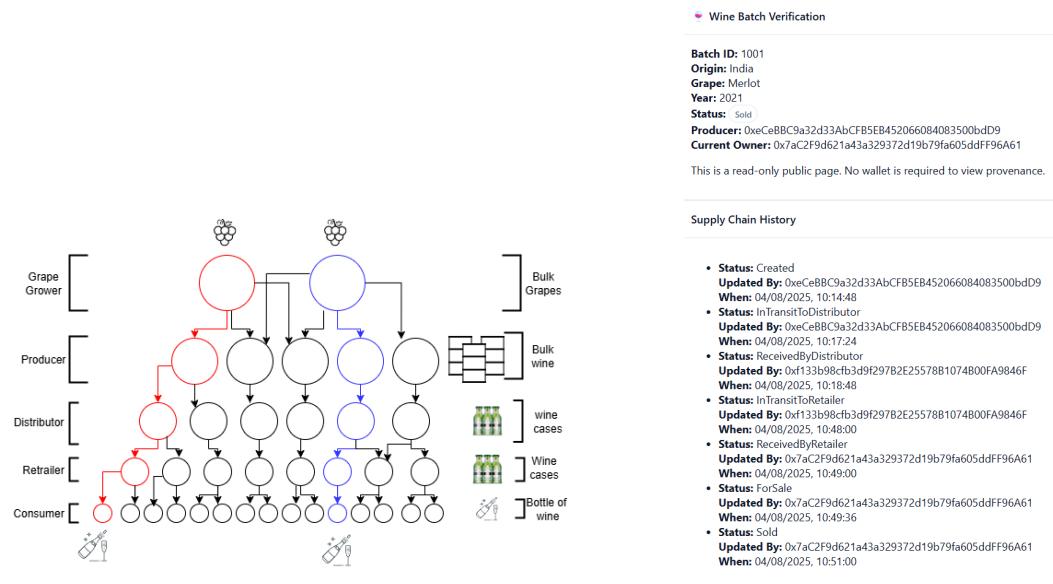 Grape
Grower
Bulk
Grapes
Producer
Bulk
wine
Distributor
wine
cases
Retrailer
Wine
cases
Consumer
Bottle of
wine
Wine Batch Verification
Batch ID: 1001
Origin: India
Grape: Merlot
Year: 2021
Status: Sold
Producer: 0xeCeBBC9a32d33AbCFB5EB452066084083500bdD9
Current Owner: 0x7aC2F9d621a43a329372d19b79fa605ddFF96A61
This is a read-only public page. No wallet is required to view provenance.
Supply Chain History
• Status: Created
Updated By: 0xeCeBBC9a32d33AbCFB5EB452066084083500bdD9
When: 04/08/2025, 10:14:48
• Status: InTransitToDistributor
Updated By: 0xeCeBBC9a32d33AbCFB5EB452066084083500bdD9
When: 04/08/2025, 10:17:24
• Status: ReceivedByDistributor
Updated By: 0xf133b98cfb3d9f297B2E25578B1074B00FA9846F
When: 04/08/2025, 10:18:48
• Status: InTransitToRetailer
Updated By: 0xf133b98cfb3d9f297B2E25578B1074B00FA9846F
When: 04/08/2025, 10:48:00
• Status: ReceivedByRetailer
Updated By: 0x7aC2F9d621a43a329372d19b79fa605ddFF96A61
When: 04/08/2025, 10:49:00
• Status: ForSale
Updated By: 0x7aC2F9d621a43a329372d19b79fa605ddFF96A61
When: 04/08/2025, 10:49:36
• Status: Sold
Updated By: 0x7aC2F9d621a43a329372d19b79fa605ddFF96A61
When: 04/08/2025, 10:51:00